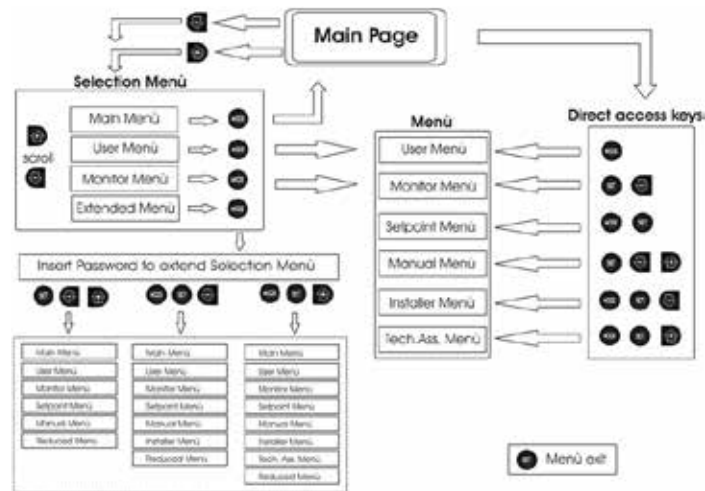 Main Page
Selection Menù
Main Menù
User Menù
Monitor Menù
Extended Menù
scroll
Insert Password to extend Selection Menù
Main Menù
User Menù
Monitor Menù
Setpoint Menù
Manual Menù
Reduced Menù
Main Menù
User Menù
Monitor Menù
Setpoint Menù
Manual Menù
Installer Menù
Reduced Menù
Main Menù
User Menù
Monitor Menù
Setpoint Menù
Manual Menù
Installer Menù
Tech. Ass. Menù
Reduced Menù
Menù
User Menù
Monitor Menù
Setpoint Menù
Manual Menù
Installer Menù
Tech.Ass. Menù
Direct access keys:
Menù exit